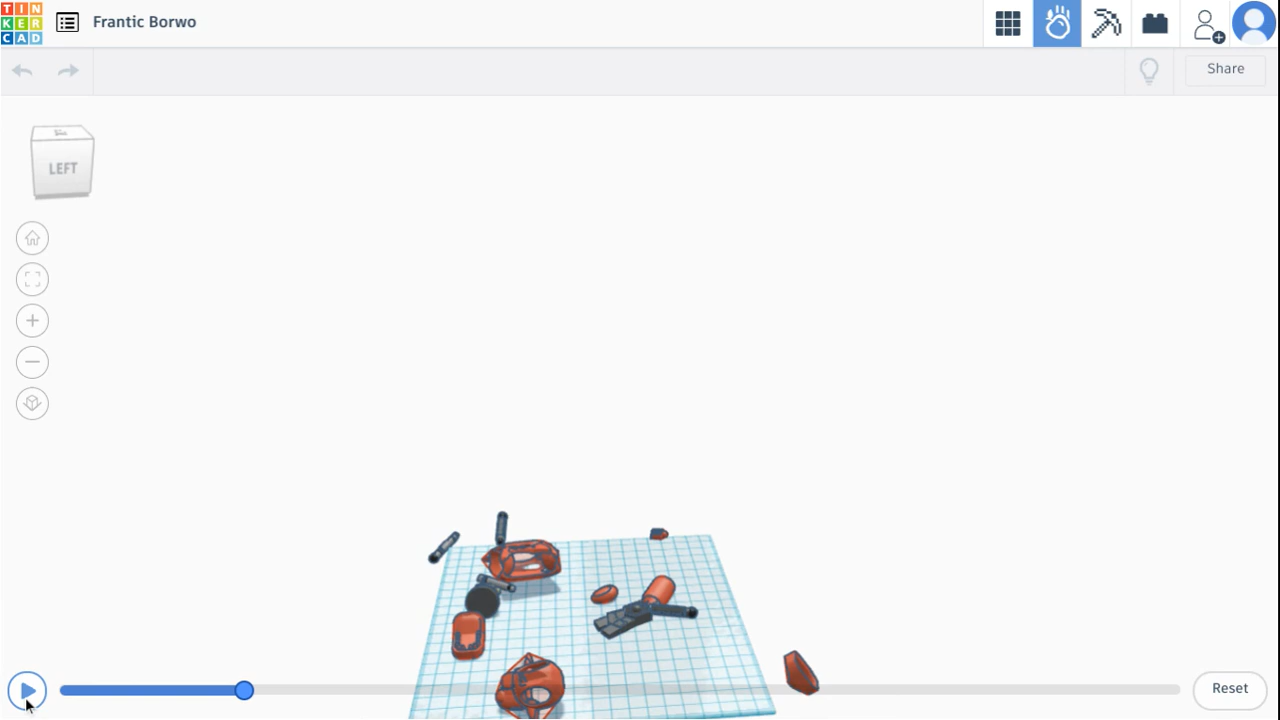 TIN
KER
CAD
Frantic Borwo
Share
LEFT
Reset